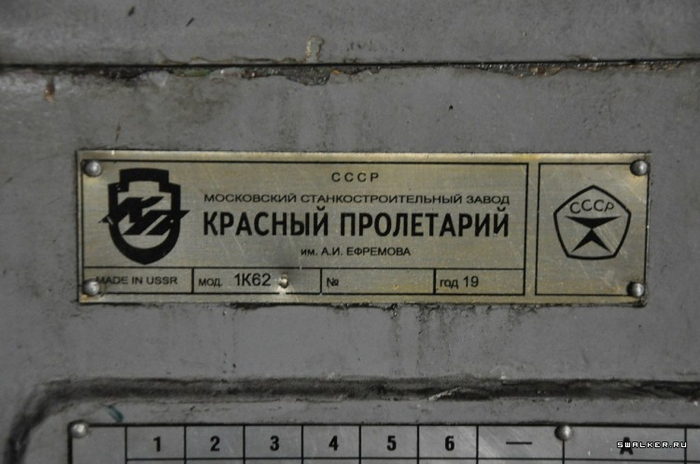 СССР
МОСКОВСКИЙ СТАНКОСТРОИТЕЛЬНЫЙ ЗАВОД
КРАСНЫЙ ПРОЛЕТАРИЙ
им. А.И. ЕФРЕМОВА
MADE IN USSR мод. 1К62 № год 19
СССР
1 2 3 4 5 6 — А
SWALKER.RU